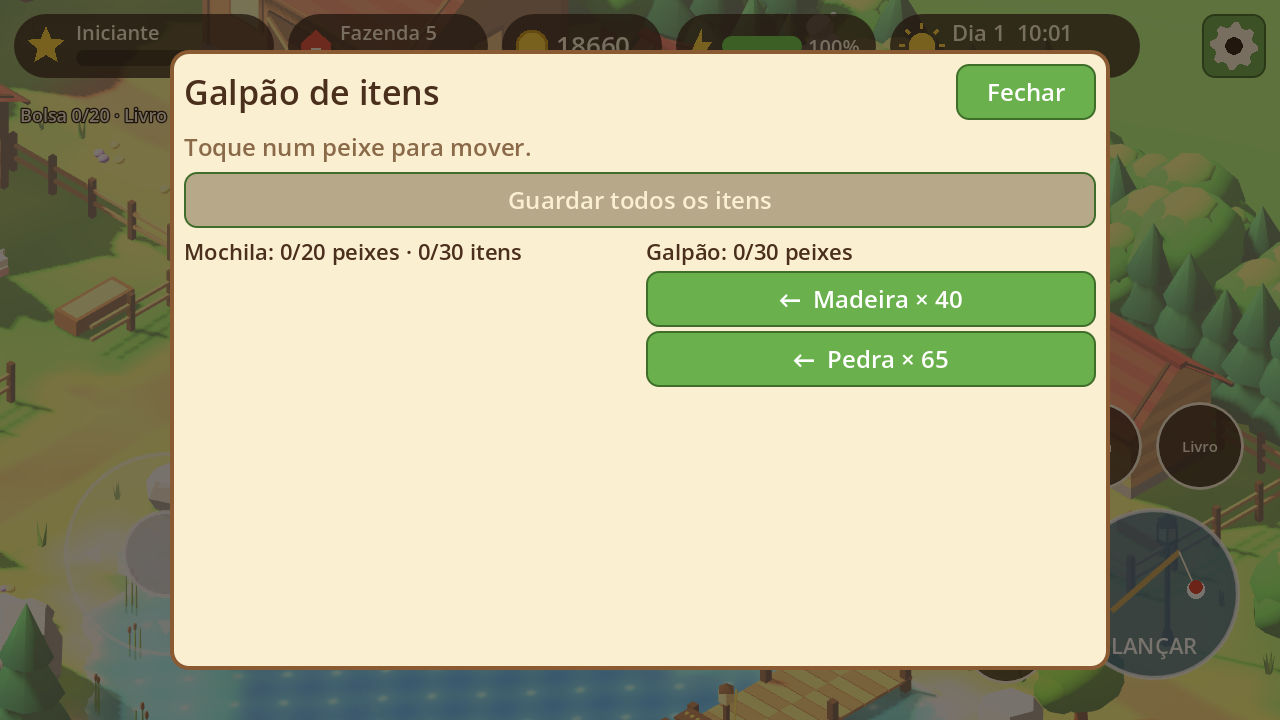 Iniciante
Fazenda 5
18660
100%
Dia 1 10:01
Bolsa 0/20 · Livro
Galpão de itens
Fechar
Toque num peixe para mover.
Guardar todos os itens
Mochila: 0/20 peixes · 0/30 itens
Galpão: 0/30 peixes
← Madeira × 40
← Pedra × 65
Livro
LANÇAR